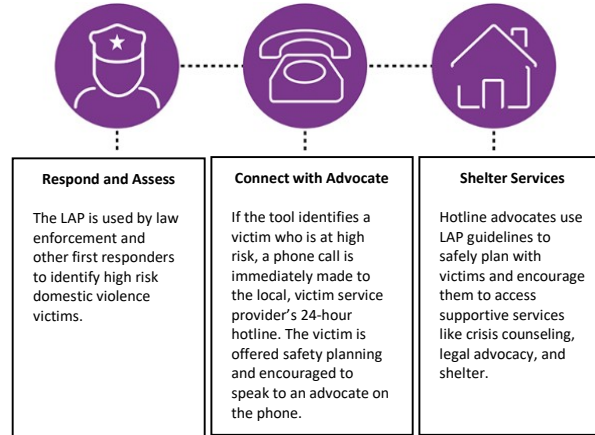 Respond and Assess
The LAP is used by law
enforcement and
other first responders
to identify high risk
domestic violence
victims.
Connect with Advocate
If the tool identifies a
victim who is at high
risk, a phone call is
immediately made to
the local, victim service
provider's 24-hour
hotline. The victim is
offered safety planning
and encouraged to
speak to an advocate on
the phone.
Shelter Services
Hotline advocates use
LAP guidelines to
safely plan with
victims and encourage
them to access
supportive services
like crisis counseling,
legal advocacy, and
shelter.